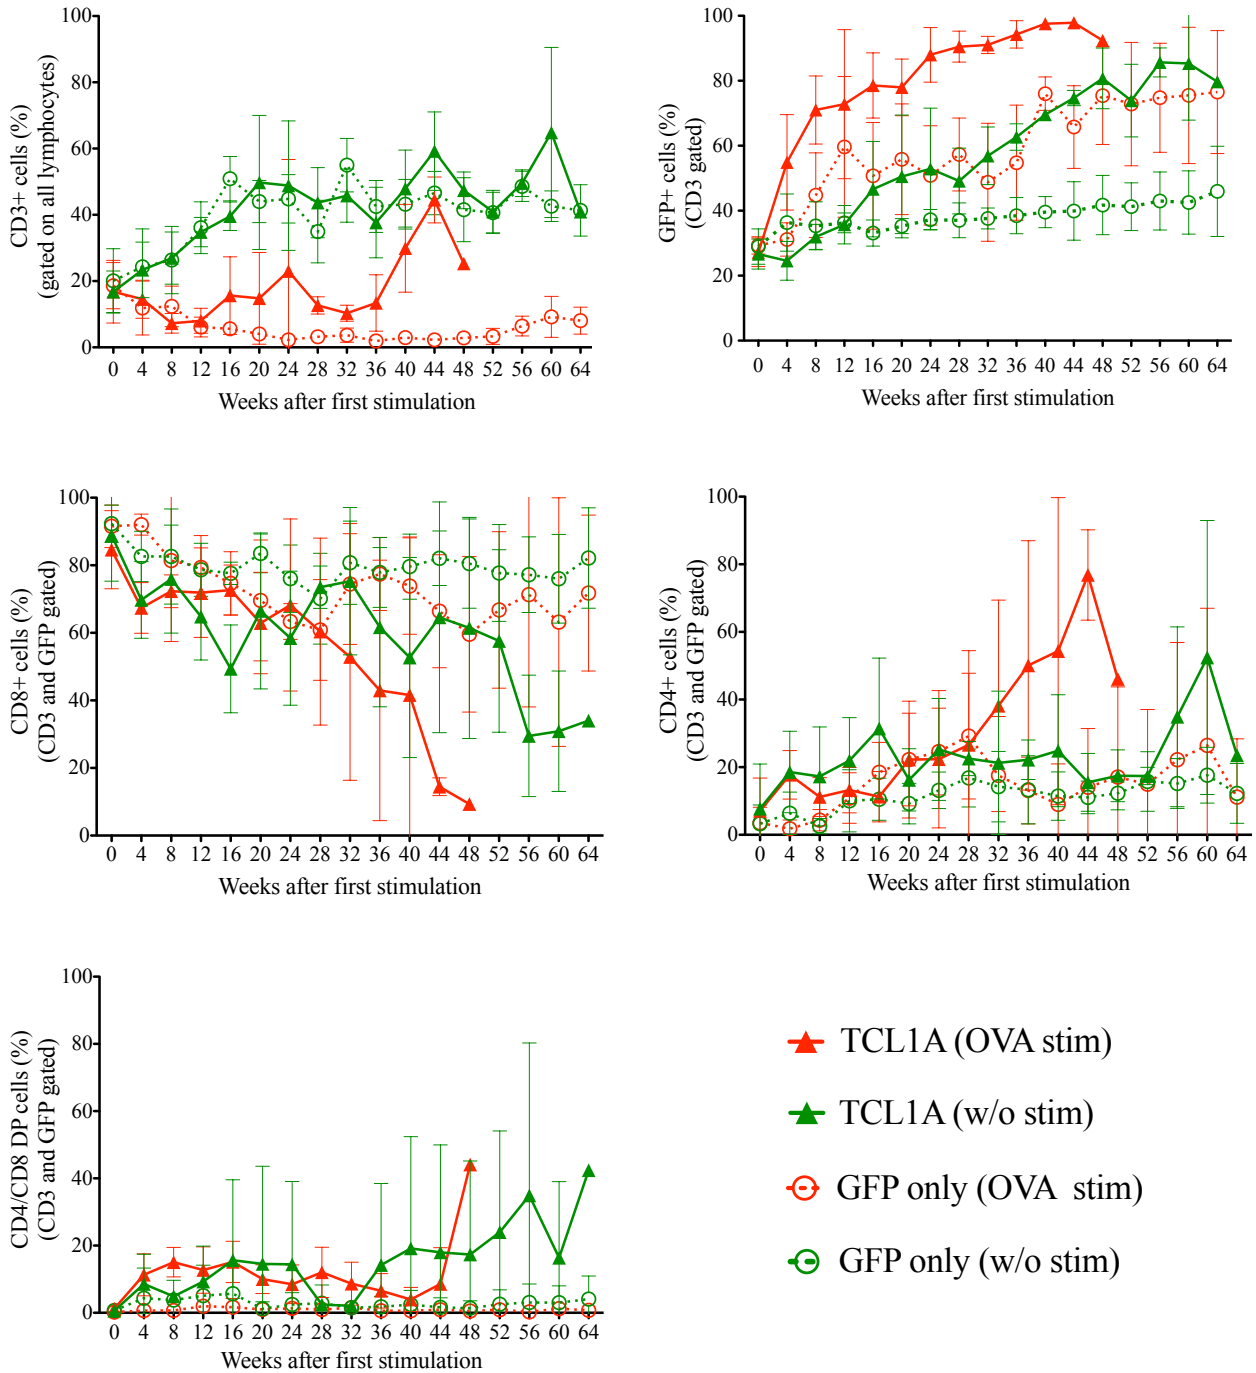 CD3+ cells (%)
(gated on all lymphocytes)
100
80
60
40
20
0
0 4 8 12 16 20 24 28 32 36 40 44 48 52 56 60 64
Weeks after first stimulation
GFP+ cells (%)
(CD3 gated)
100
80
60
40
20
0
0 4 8 12 16 20 24 28 32 36 40 44 48 52 56 60 64
Weeks after first stimulation
CD8+ cells (%)
(CD3 and GFP gated)
100
80
60
40
20
0
0 4 8 12 16 20 24 28 32 36 40 44 48 52 56 60 64
Weeks after first stimulation
CD4+ cells (%)
(CD3 and GFP gated)
100
80
60
40
20
0
0 4 8 12 16 20 24 28 32 36 40 44 48 52 56 60 64
Weeks after first stimulation
CD4/CD8 DP cells (%)
(CD3 and GFP gated)
100
80
60
40
20
0
0 4 8 12 16 20 24 28 32 36 40 44 48 52 56 60 64
Weeks after first stimulation
TCL1A (OVA stim)
TCL1A (w/o stim)
GFP only (OVA stim)
GFP only (w/o stim)